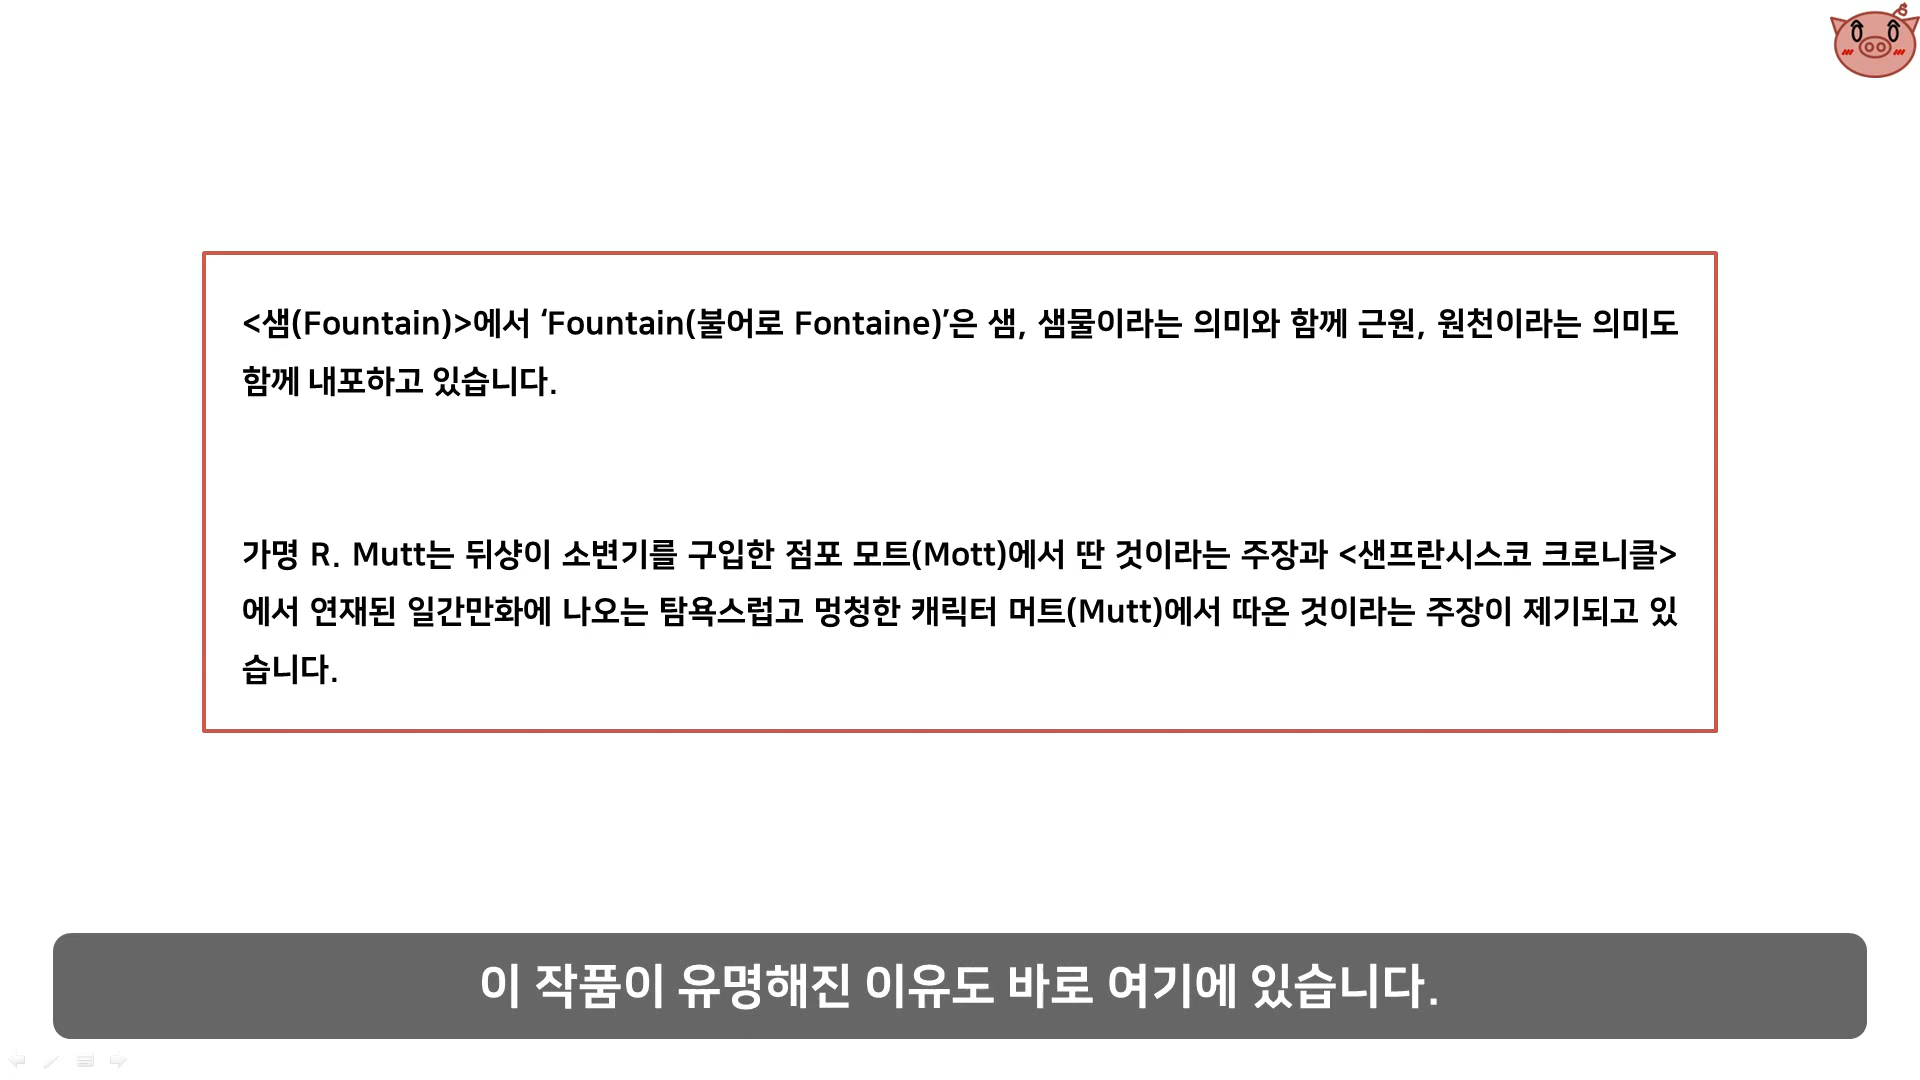 <샘(Fountain)>에서 ‘Fountain(불어로 Fontaine)’은 샘, 샘물이라는 의미와 함께 근원, 원천이라는 의미도
함께 내포하고 있습니다.
가명 R. Mutt는 뒤샹이 소변기를 구입한 점포 모트(Mott)에서 딴 것이라는 주장과 <샌프란시스코 크로니클>
에서 연재된 일간만화에 나오는 탐욕스럽고 멍청한 캐릭터 머트(Mutt)에서 따온 것이라는 주장이 제기되고 있
습니다.
이 작품이 유명해진 이유도 바로 여기에 있습니다.